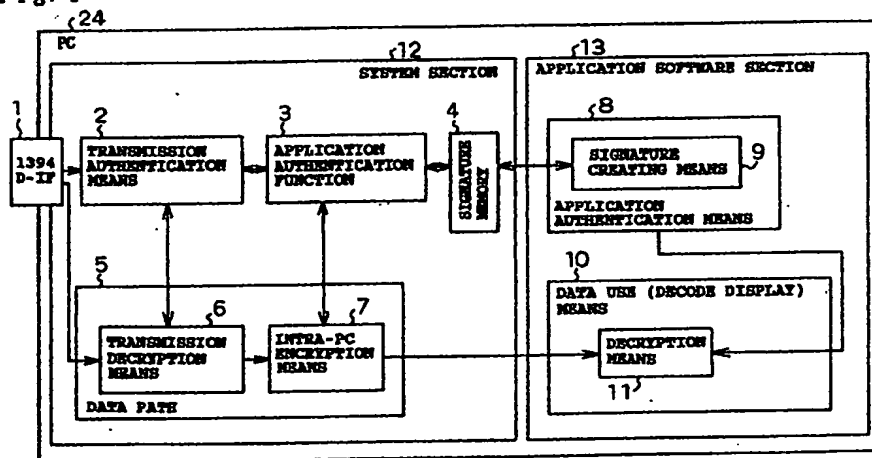 24
PC
12
SYSTEM SECTION
13
APPLICATION SOFTWARE SECTION
1
1394
D-IF
2
TRANSMISSION
AUTHENTICATION
MEANS
3
APPLICATION
AUTHENTICATION
FUNCTION
4
SIGNATURE
MEMORY
8
SIGNATURE
CREATING MEANS
9
APPLICATION
AUTHENTICATION MEANS
5
6
TRANSMISSION
DECRYPTION
MEANS
7
INTRA-PC
ENCRYPTION
MEANS
DATA PATH
10
DATA USE (DECODE DISPLAY)
MEANS
DECRYPTION
MEANS
11